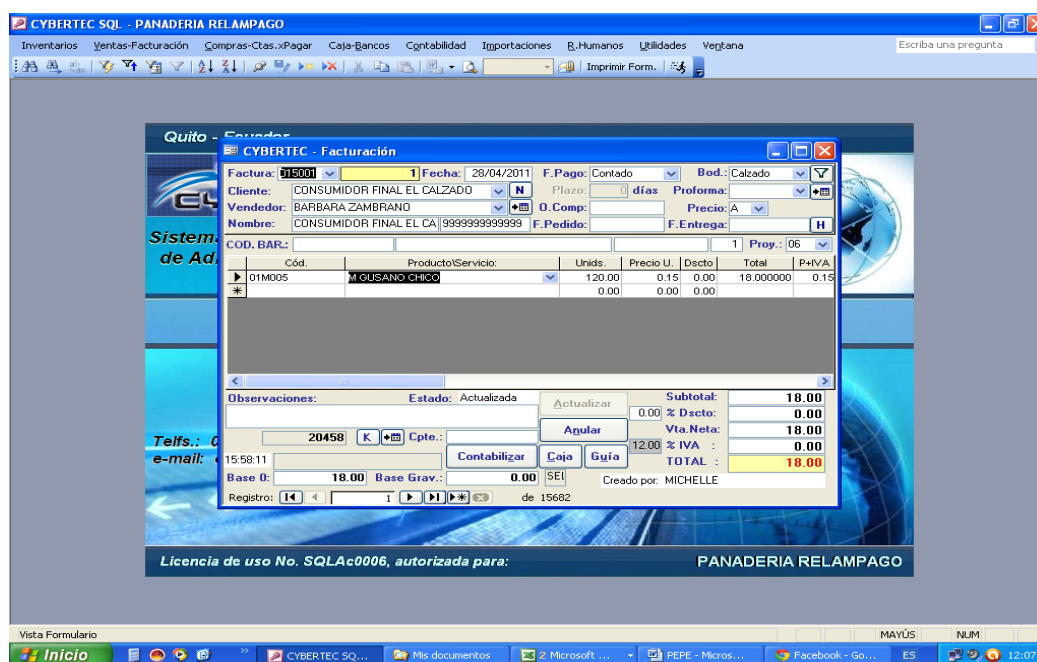 CYBERTEC SQL - PANADERIA RELAMPAGO
Inventarios Ventas-Facturación Compras-Ctas.xPagar Caja-Bancos Contabilidad Importaciones R.Humanos Utilidades Ventana Escriba una pregunta
Imprimir Form.
Quito - Ecuador
CYBERTEC - Facturación
Factura: 015001 1 Fecha: 28/04/2011 F.Pago: Contado Bod.: Calzado
Cliente: CONSUMIDOR FINAL EL CALZADO N Plazo: 0 días Proforma:
Vendedor: BARBARA ZAMBRANO O.Comp: Precio: A
Nombre: CONSUMIDOR FINAL EL CA 9999999999999 F.Pedido: F.Entrega: H
Sistem
COD. BAR.: 1 Proy.: 06
de Ad
Cód. Producto\Servicio: Unids. Precio U. Dscto Total P+IVA
01M005 M GUSANO CHICO 120.00 0.15 0.00 18.000000 0.15
0.00 0.00 0.00
Observaciones: Estado: Actualizada Actualizar Subtotal: 18.00
0.00 % Dscto: 0.00
Anular Vta.Neta: 18.00
Telfs.: 0 20458 K Cpte.: 12.00 % IVA : 0.00
e-mail: 15:58:11 Contabilizar Caja Guía TOTAL : 18.00
Base 0: 18.00 Base Grav.: 0.00 SEL Creado por: MICHELLE
Registro: 1 de 15682
Licencia de uso No. SQLAc0006, autorizada para: PANADERIA RELAMPAGO
Vista Formulario MAYÚS NUM
Inicio CYBERTEC SQ... Mis documentos 2 Microsoft ... PEPE - Micros... Facebook - Go... ES 12:07